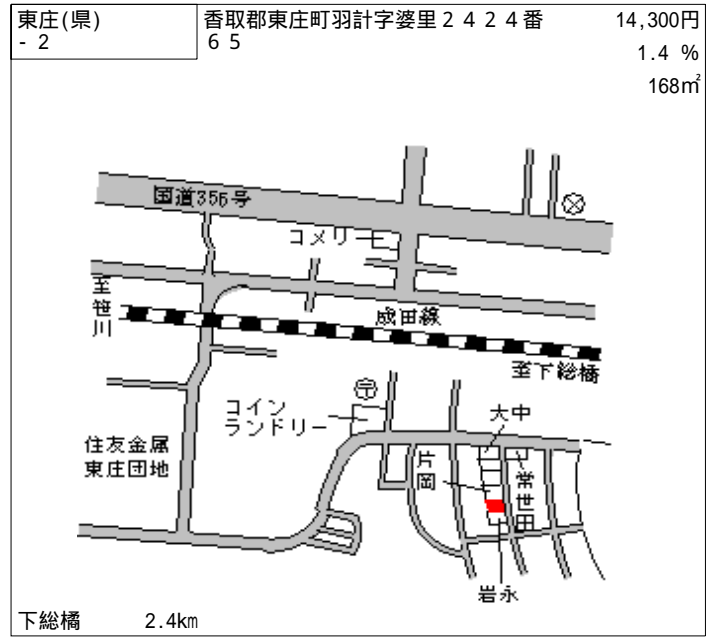 東庄(県)
- 2
香取郡東庄町羽計字婆里2424番
65
14,300円
1.4 %
168㎡
国道356号
コメリ
至笹川
成田線
至下総橘
コイン
ランドリー
大中
住友金属
東庄団地
片岡
常世田
岩永
下総橘 2.4km